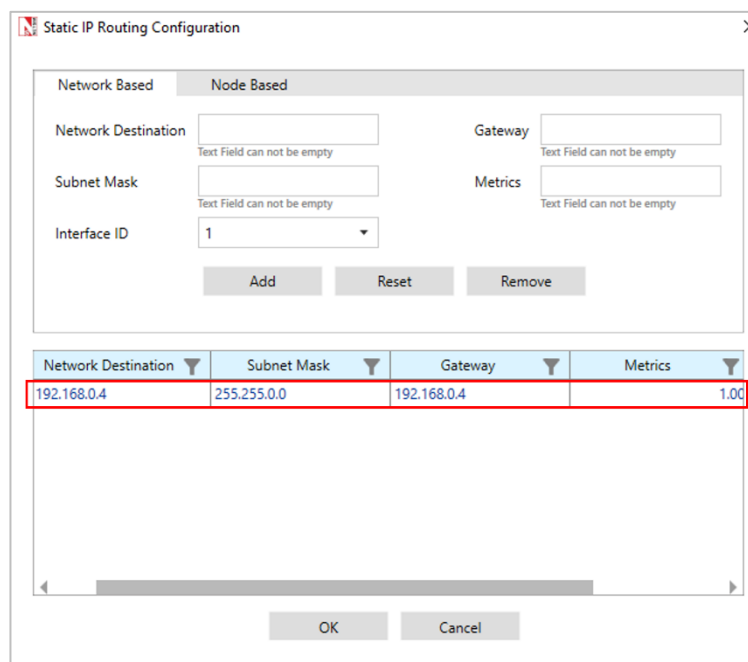 Static IP Routing Configuration
Network Based Node Based
Network Destination Gateway
Text Field can not be empty Text Field can not be empty
Subnet Mask Metrics
Text Field can not be empty Text Field can not be empty
Interface ID 1
Add Reset Remove
Network Destination Subnet Mask Gateway Metrics
192.168.0.4 255.255.0.0 192.168.0.4 1.00
OK Cancel